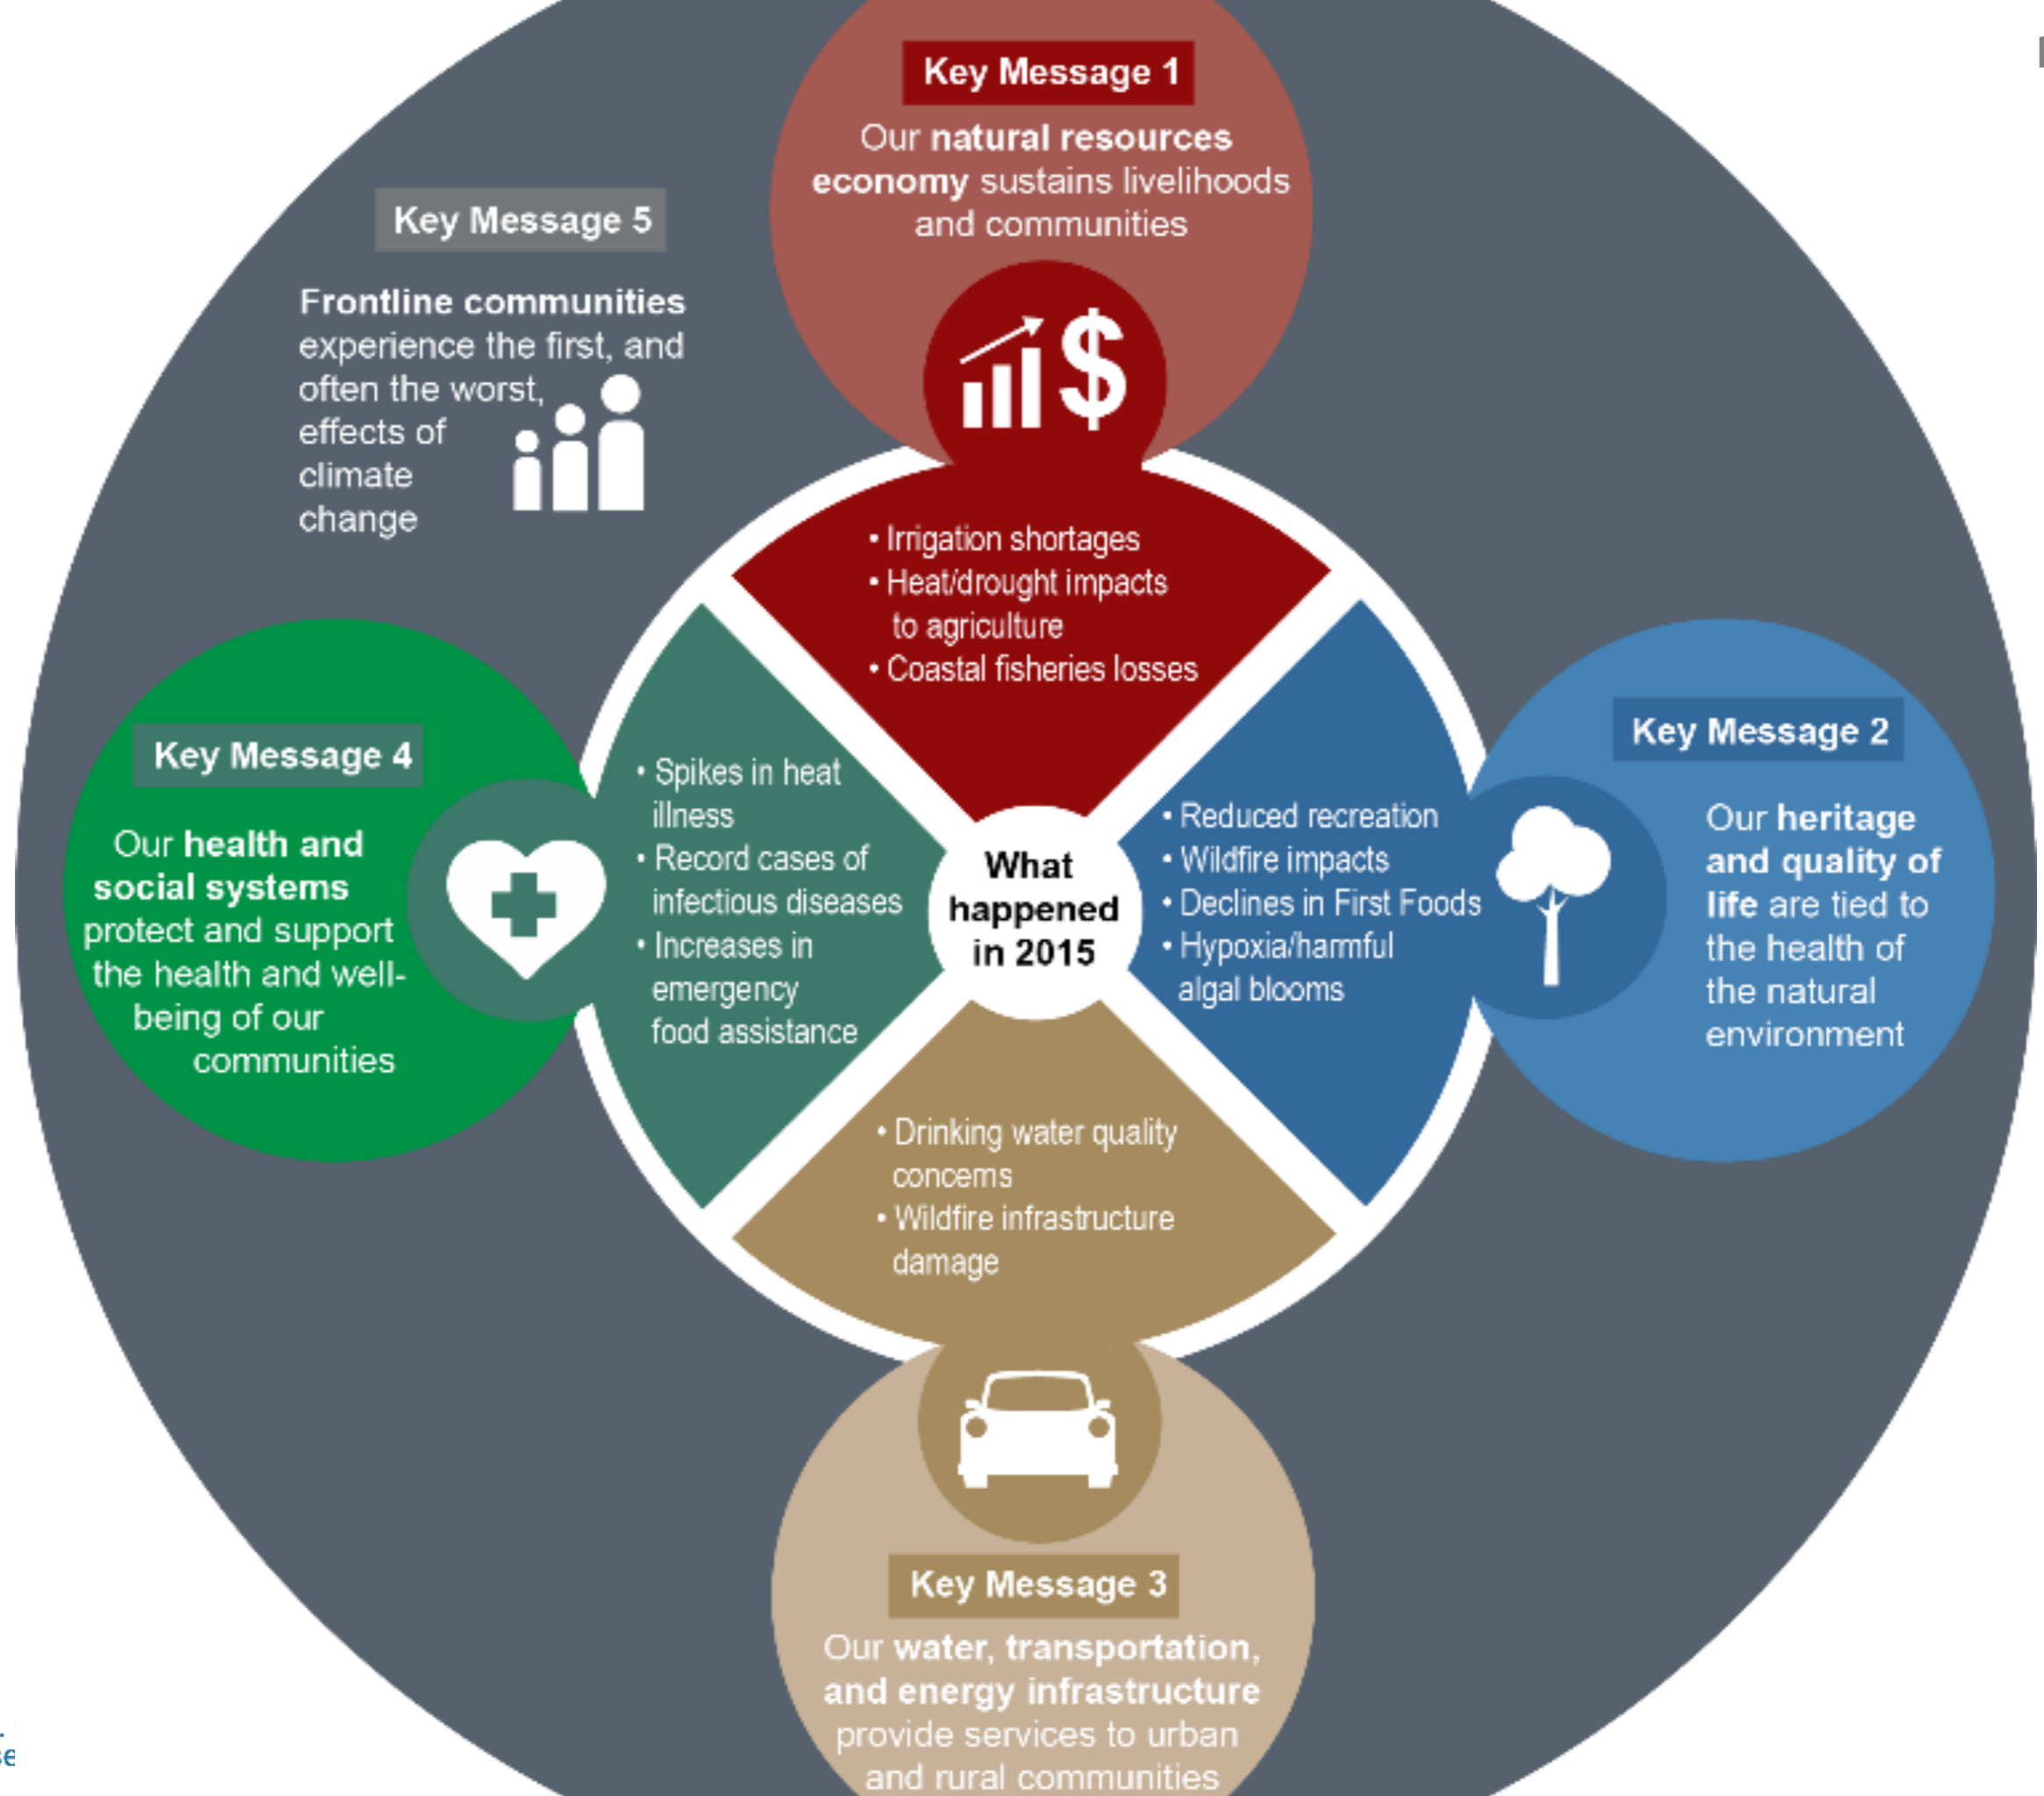 Key Message 1
Our natural resources
economy sustains livelihoods
and communities
Key Message 5
Frontline communities
experience the first, and
often the worst,
effects of
climate
change
• Irrigation shortages
• Heat/drought impacts
to agriculture
• Coastal fisheries losses
Key Message 4
Our health and
social systems
protect and support
the health and well-
being of our
communities
• Spikes in heat
illness
• Record cases of
infectious diseases
• Increases in
emergency
food assistance
What
happened
in 2015
• Reduced recreation
• Wildfire impacts
• Declines in First Foods
• Hypoxia/harmful
algal blooms
Key Message 2
Our heritage
and quality of
life are tied to
the health of
the natural
environment
• Drinking water quality
concerns
• Wildfire infrastructure
damage
Key Message 3
Our water, transportation,
and energy infrastructure
provide services to urban
and rural communities